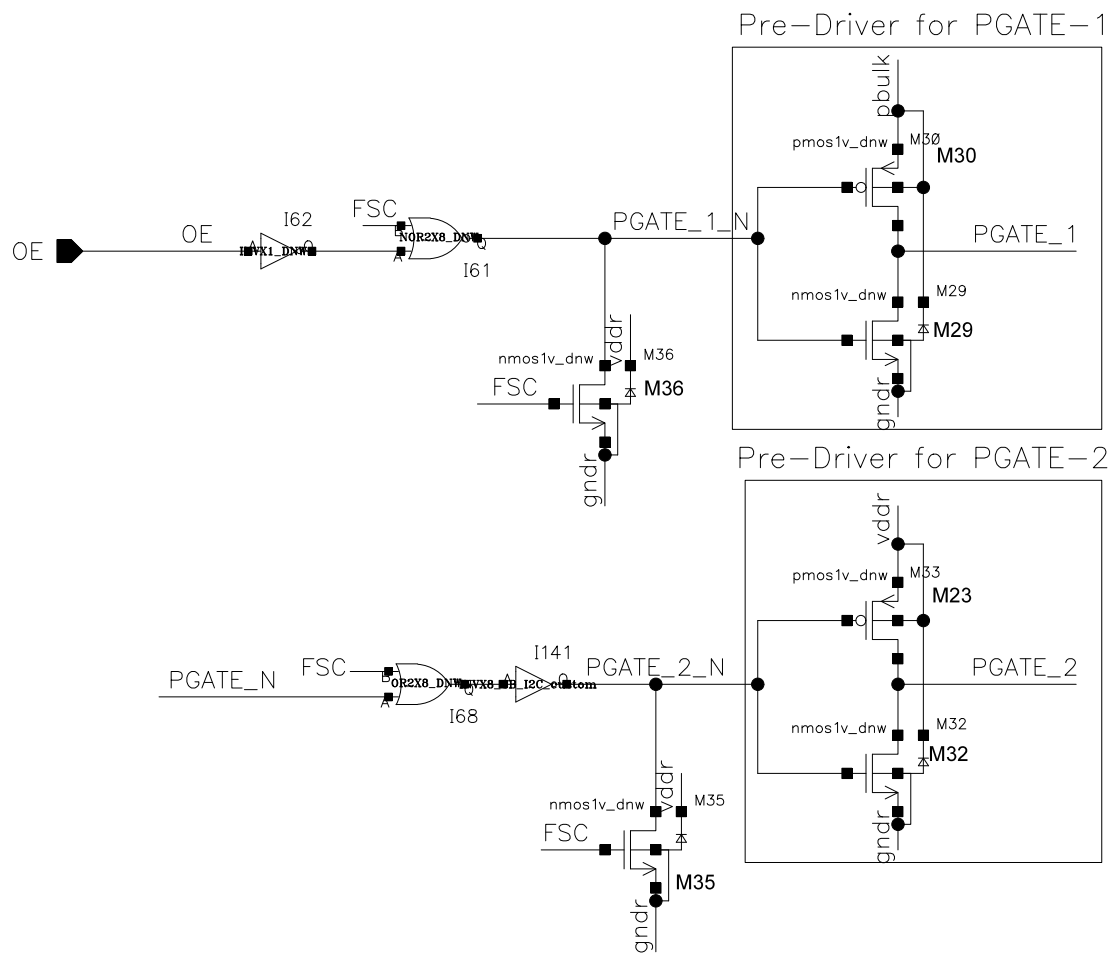 Pre-Driver for PGATE-1
pbulk
pmos1v_dnw
M30
M30
I62
FSC
PGATE_1_N
OE
OE
A
B
NOR2X8_DNW
Q
PGATE_1
A
I61
nmos1v_dnw
M29
M29
vddr
nmos1v_dnw
M36
FSC
M36
gndr
gndr
Pre-Driver for PGATE-2
vddr
pmos1v_dnw
M33
M23
I141
FSC
PGATE_2_N
PGATE_N
B
Q
A
PGATE_2
A
I68
nmos1v_dnw
M32
M32
vddr
nmos1v_dnw
M35
FSC
M35
gndr
gndr